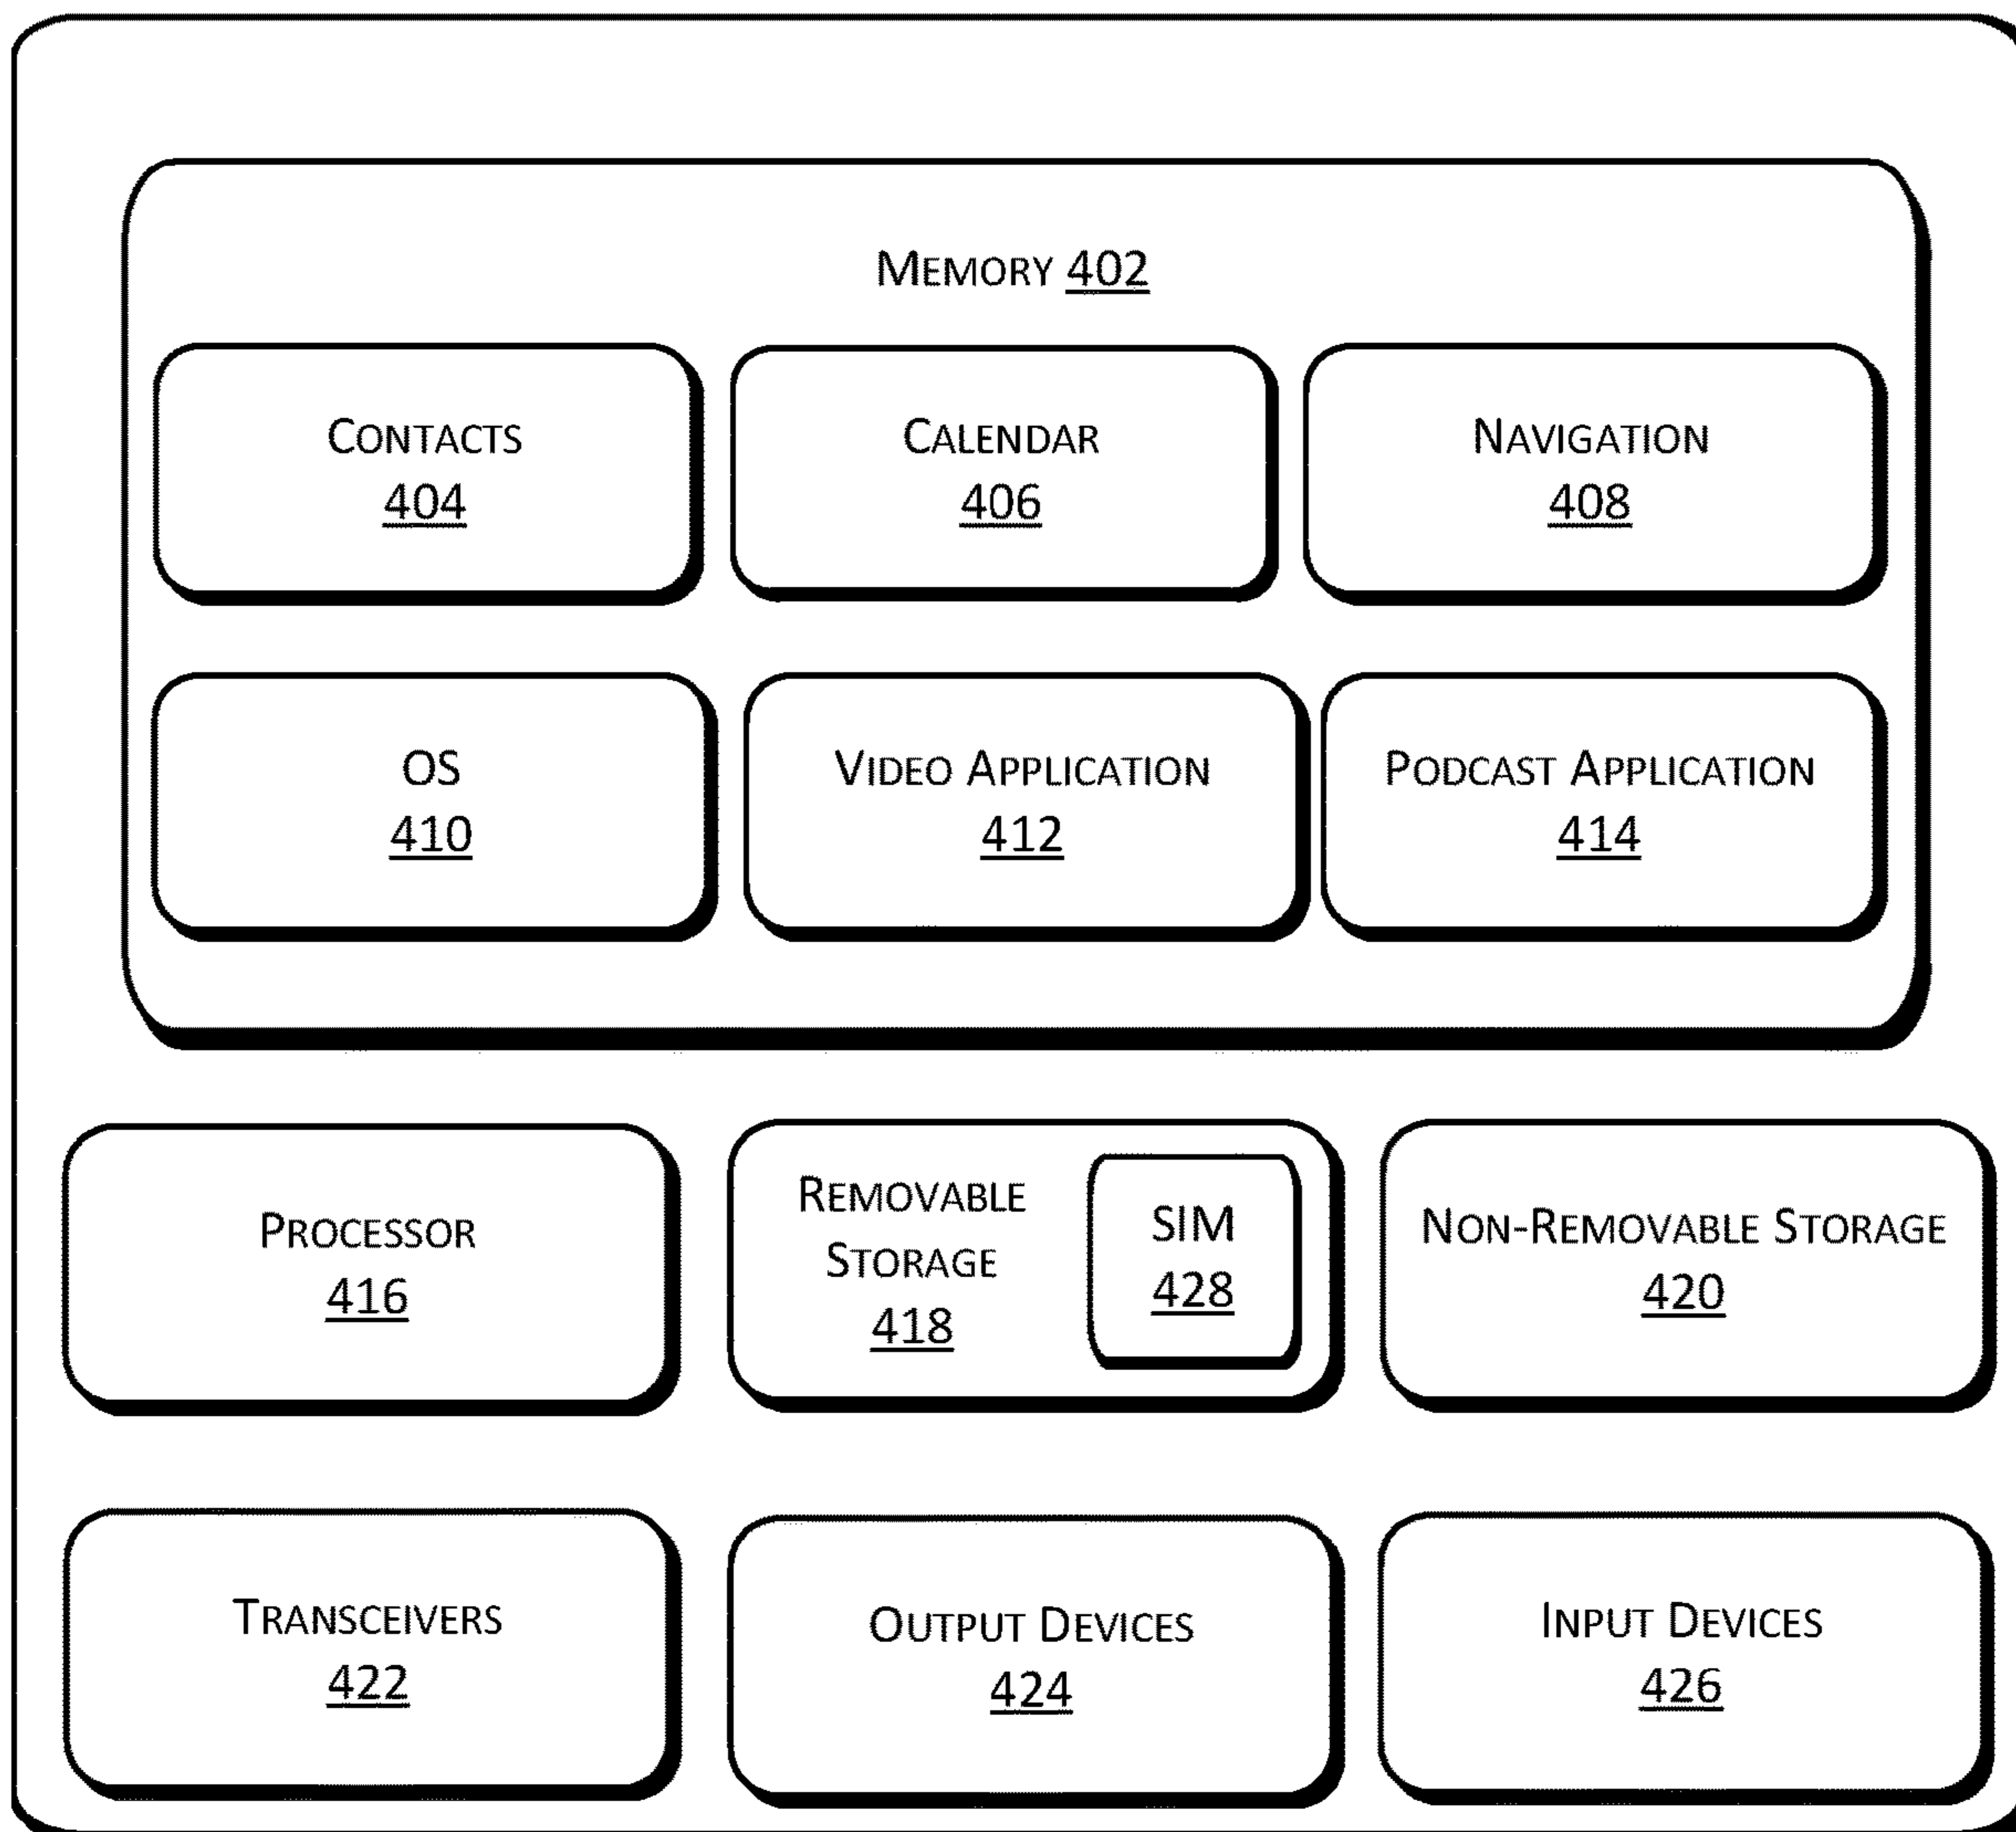 MEMORY 402
CONTACTS
404
CALENDAR
406
NAVIGATION
408
OS
410
VIDEO APPLICATION
412
PODCAST APPLICATION
414
PROCESSOR
416
REMOVABLE
STORAGE
418
SIM
428
NON-REMOVABLE STORAGE
420
TRANSCEIVERS
422
OUTPUT DEVICES
424
INPUT DEVICES
426